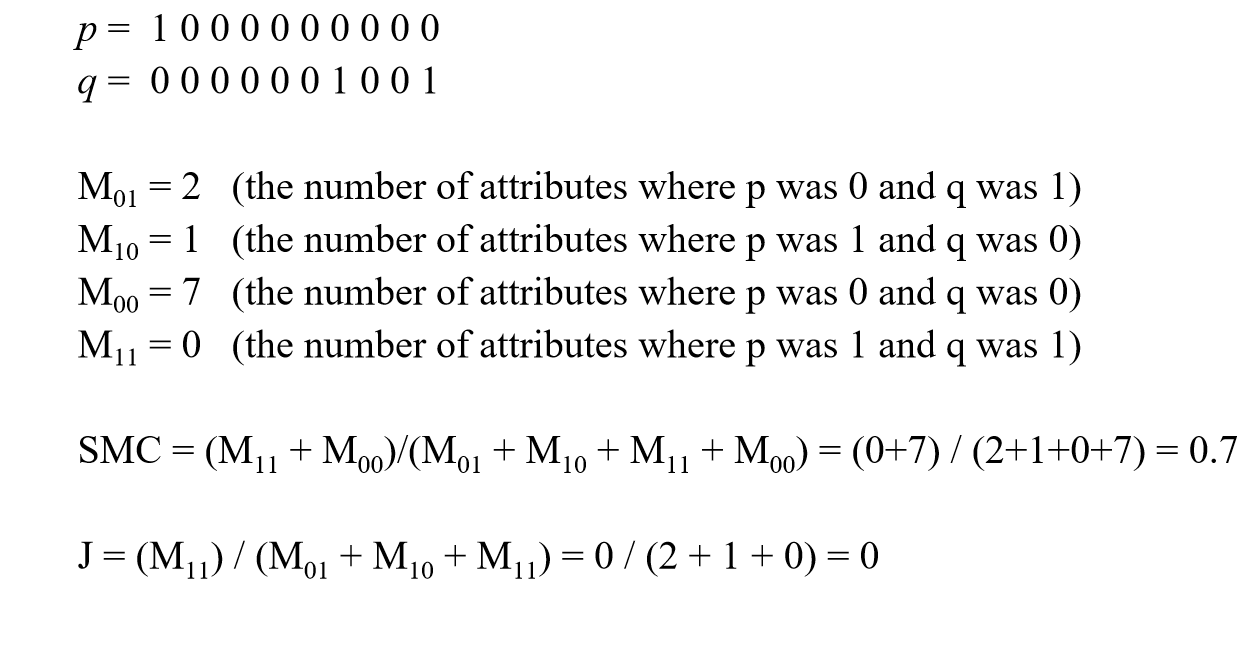 p = 1 0 0 0 0 0 0 0 0 0
q = 0 0 0 0 0 0 1 0 0 1
M₀₁ = 2 (the number of attributes where p was 0 and q was 1)
M₁₀ = 1 (the number of attributes where p was 1 and q was 0)
M₀₀ = 7 (the number of attributes where p was 0 and q was 0)
M₁₁ = 0 (the number of attributes where p was 1 and q was 1)
SMC = (M₁₁ + M₀₀)/(M₀₁ + M₁₀ + M₁₁ + M₀₀) = (0+7) / (2+1+0+7) = 0.7
J = (M₁₁) / (M₀₁ + M₁₀ + M₁₁) = 0 / (2 + 1 + 0) = 0